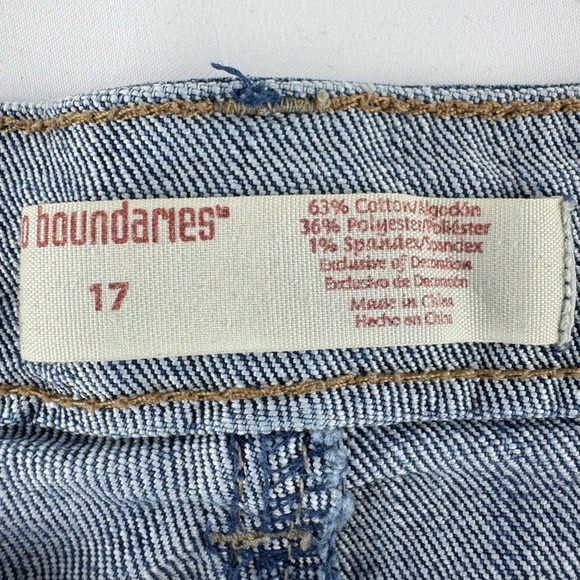 o boundaries™
17
63% Cotton/Algodón
36% Polyester/Poliéster
1% Spandex/Spandex
Exclusive of Decoration
Exclusivo de Decoración
Made in China
Hecho en China